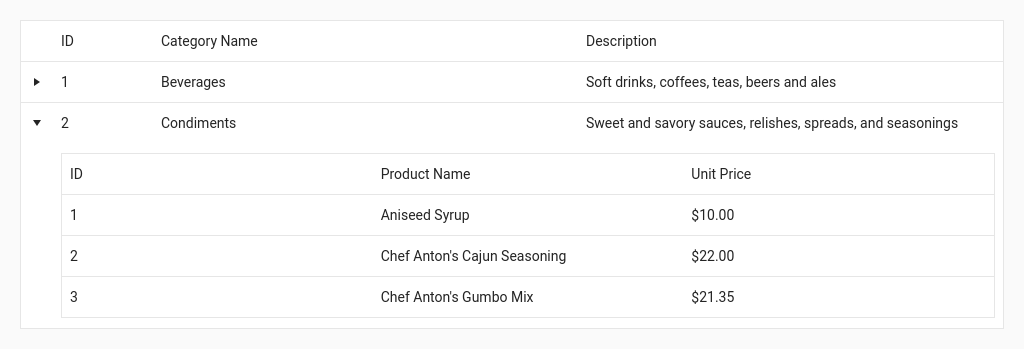 ID Category Name Description
1 Beverages Soft drinks, coffees, teas, beers and ales
2 Condiments Sweet and savory sauces, relishes, spreads, and seasonings
ID Product Name Unit Price
1 Aniseed Syrup $10.00
2 Chef Anton's Cajun Seasoning $22.00
3 Chef Anton's Gumbo Mix $21.35